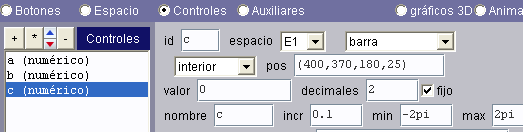 Botones Espacio Controles Auxiliares gráficos 3D Anima
+ * - Controles id c espacio E1 barra
a (numérico) interior pos (400,370,180,25)
b (numérico)
c (numérico) valor 0 decimales 2 fijo
nombre c incr 0.1 min -2pi max 2pi